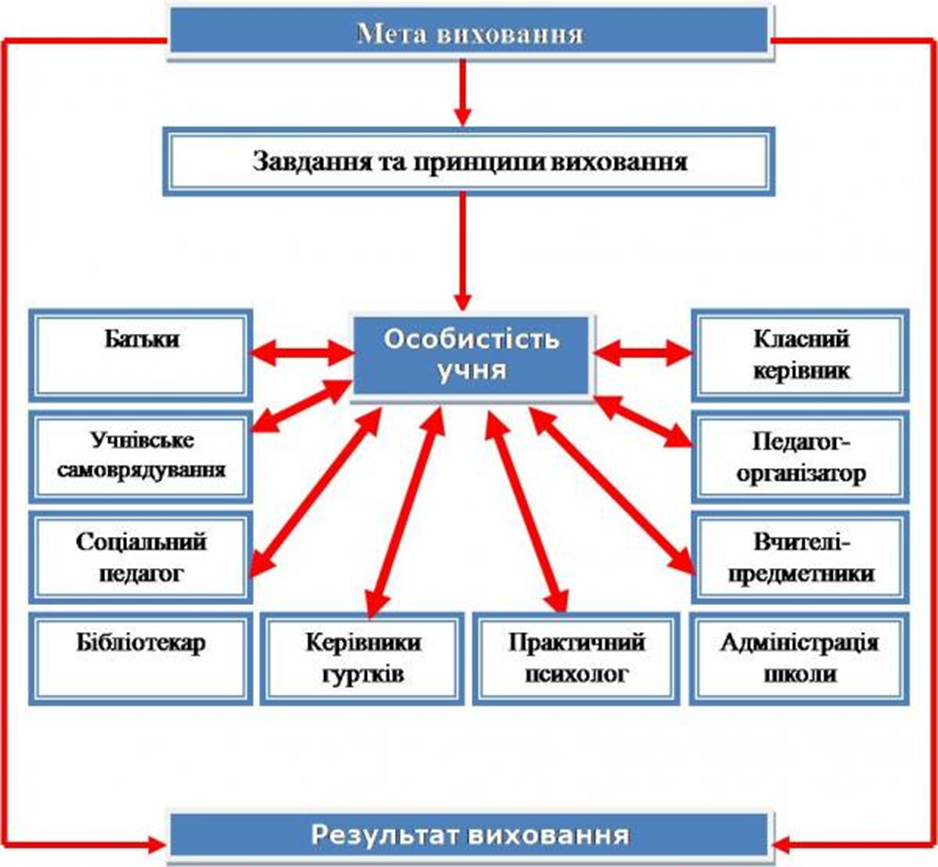 Мета виховання
Завдання та принципи виховання
Особистість
учня
Батьки
Учнівське
самоврядування
Соціальний
педагог
Бібліотекар
Керівники
гуртків
Практичний
психолог
Класний
керівник
Педагог-
організатор
Вчителі-
предметники
Адміністрація
школи
Результат виховання